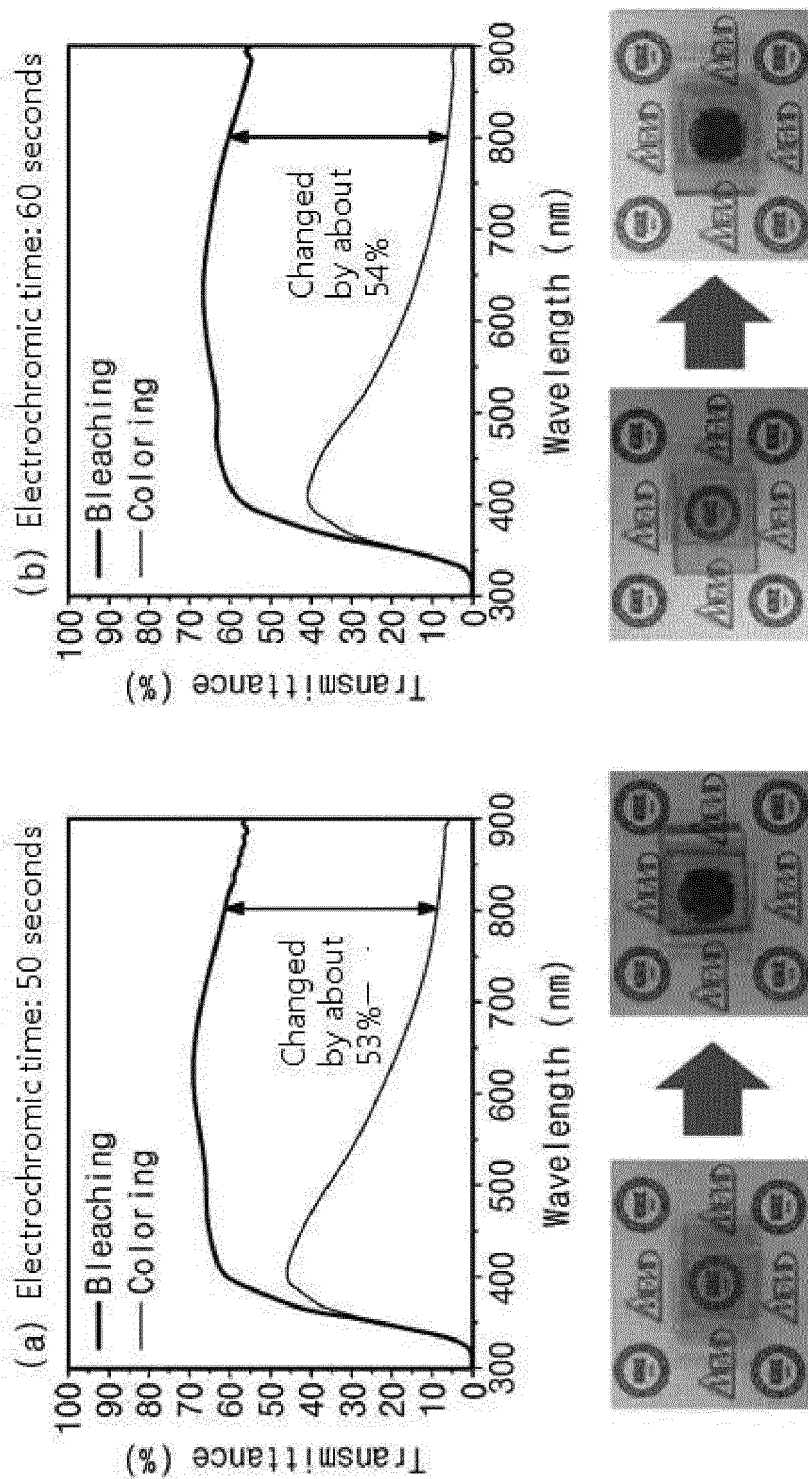 (a) Electrochromic time: 50 seconds
Transmittance (%)
100
90
80
70
60
50
40
30
20
10
0
Bleaching
Coloring
Changed
by about
53%
300 400 500 600 700 800 900
Wavelength (nm)
(b) Electrochromic time: 60 seconds
Transmittance (%)
100
90
80
70
60
50
40
30
20
10
0
Bleaching
Coloring
Changed
by about
54%
300 400 500 600 700 800 900
Wavelength (nm)